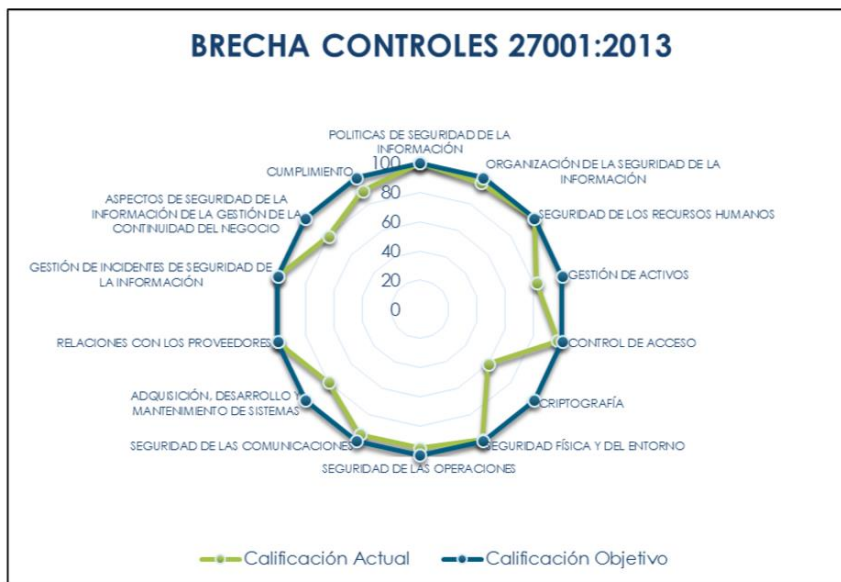 BRECHA CONTROLES 27001:2013
POLITICAS DE SEGURIDAD DE LA
INFORMACIÓN
ORGANIZACIÓN DE LA SEGURIDAD DE LA
INFORMACIÓN
SEGURIDAD DE LOS RECURSOS HUMANOS
GESTIÓN DE ACTIVOS
CONTROL DE ACCESO
CRIPTOGRAFÍA
SEGURIDAD FÍSICA Y DEL ENTORNO
SEGURIDAD DE LAS OPERACIONES
SEGURIDAD DE LAS COMUNICACIONES
ADQUISICIÓN, DESARROLLO Y
MANTENIMIENTO DE SISTEMAS
RELACIONES CON LOS PROVEEDORES
GESTIÓN DE INCIDENTES DE SEGURIDAD DE
LA INFORMACIÓN
ASPECTOS DE SEGURIDAD DE LA
INFORMACIÓN DE LA GESTIÓN DE LA
CONTINUIDAD DEL NEGOCIO
CUMPLIMIENTO
100
80
60
40
20
0
Calificación Actual
Calificación Objetivo